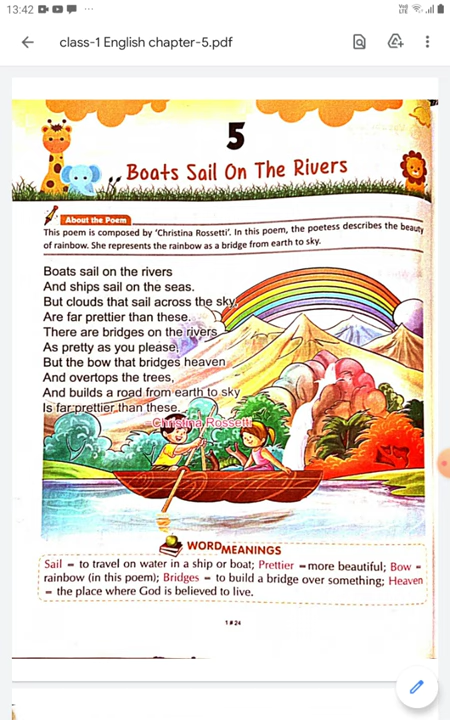 13:42
class-1 English chapter-5.pdf
5
Boats Sail On The Rivers
About the Poem
This poem is composed by 'Christina Rossetti'. In this poem, the poetess describes the beauty
of rainbow. She represents the rainbow as a bridge from earth to sky.
Boats sail on the rivers
And ships sail on the seas.
But clouds that sail across the sky,
Are far prettier than these.
There are bridges on the rivers
As pretty as you please,
But the bow that bridges heaven
And overtops the trees,
And builds a road from earth to sky
Is far prettier than these.
-Christina Rossetti
WORD MEANINGS
Sail = to travel on water in a ship or boat; Prettier = more beautiful; Bow =
rainbow (in this poem); Bridges = to build a bridge over something; Heaven
= the place where God is believed to live.
1#24